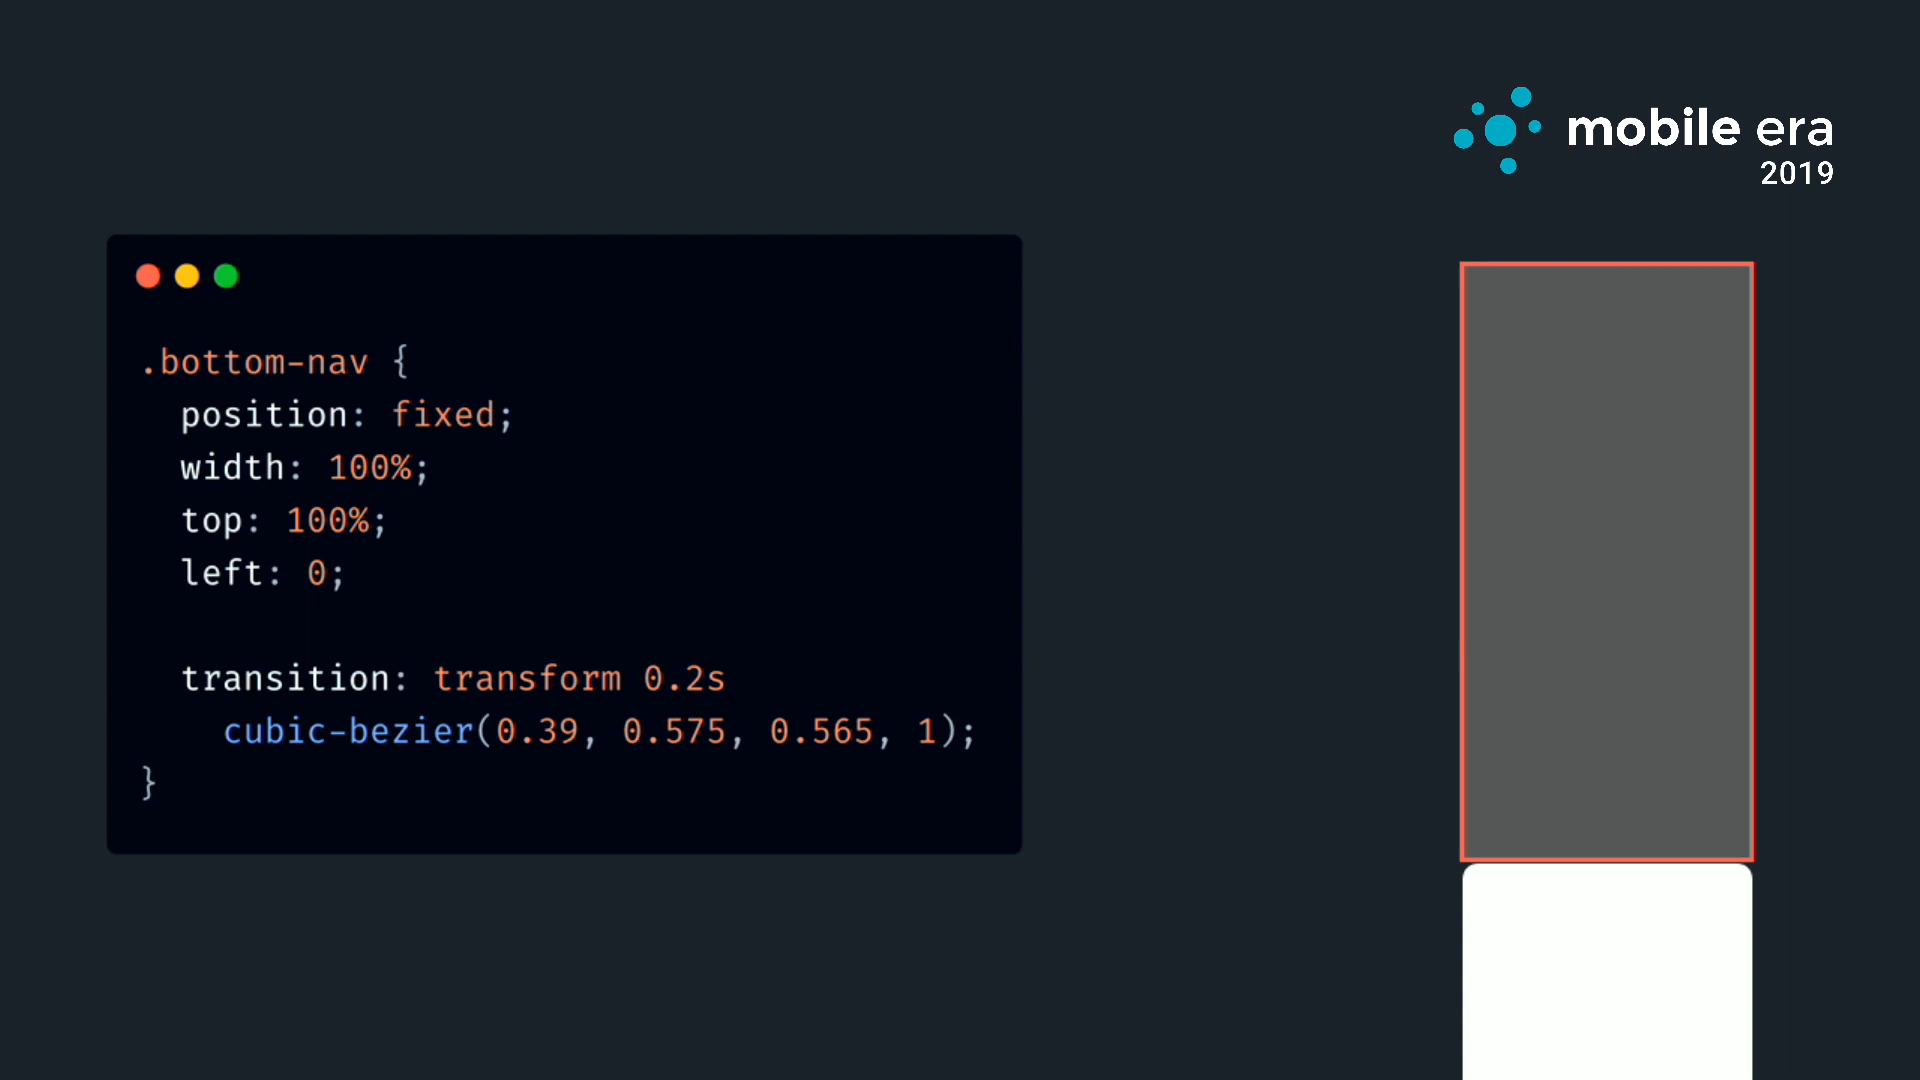 mobile era
2019
.bottom-nav {
  position: fixed;
  width: 100%;
  top: 100%;
  left: 0;
  transition: transform 0.2s
    cubic-bezier(0.39, 0.575, 0.565, 1);
}